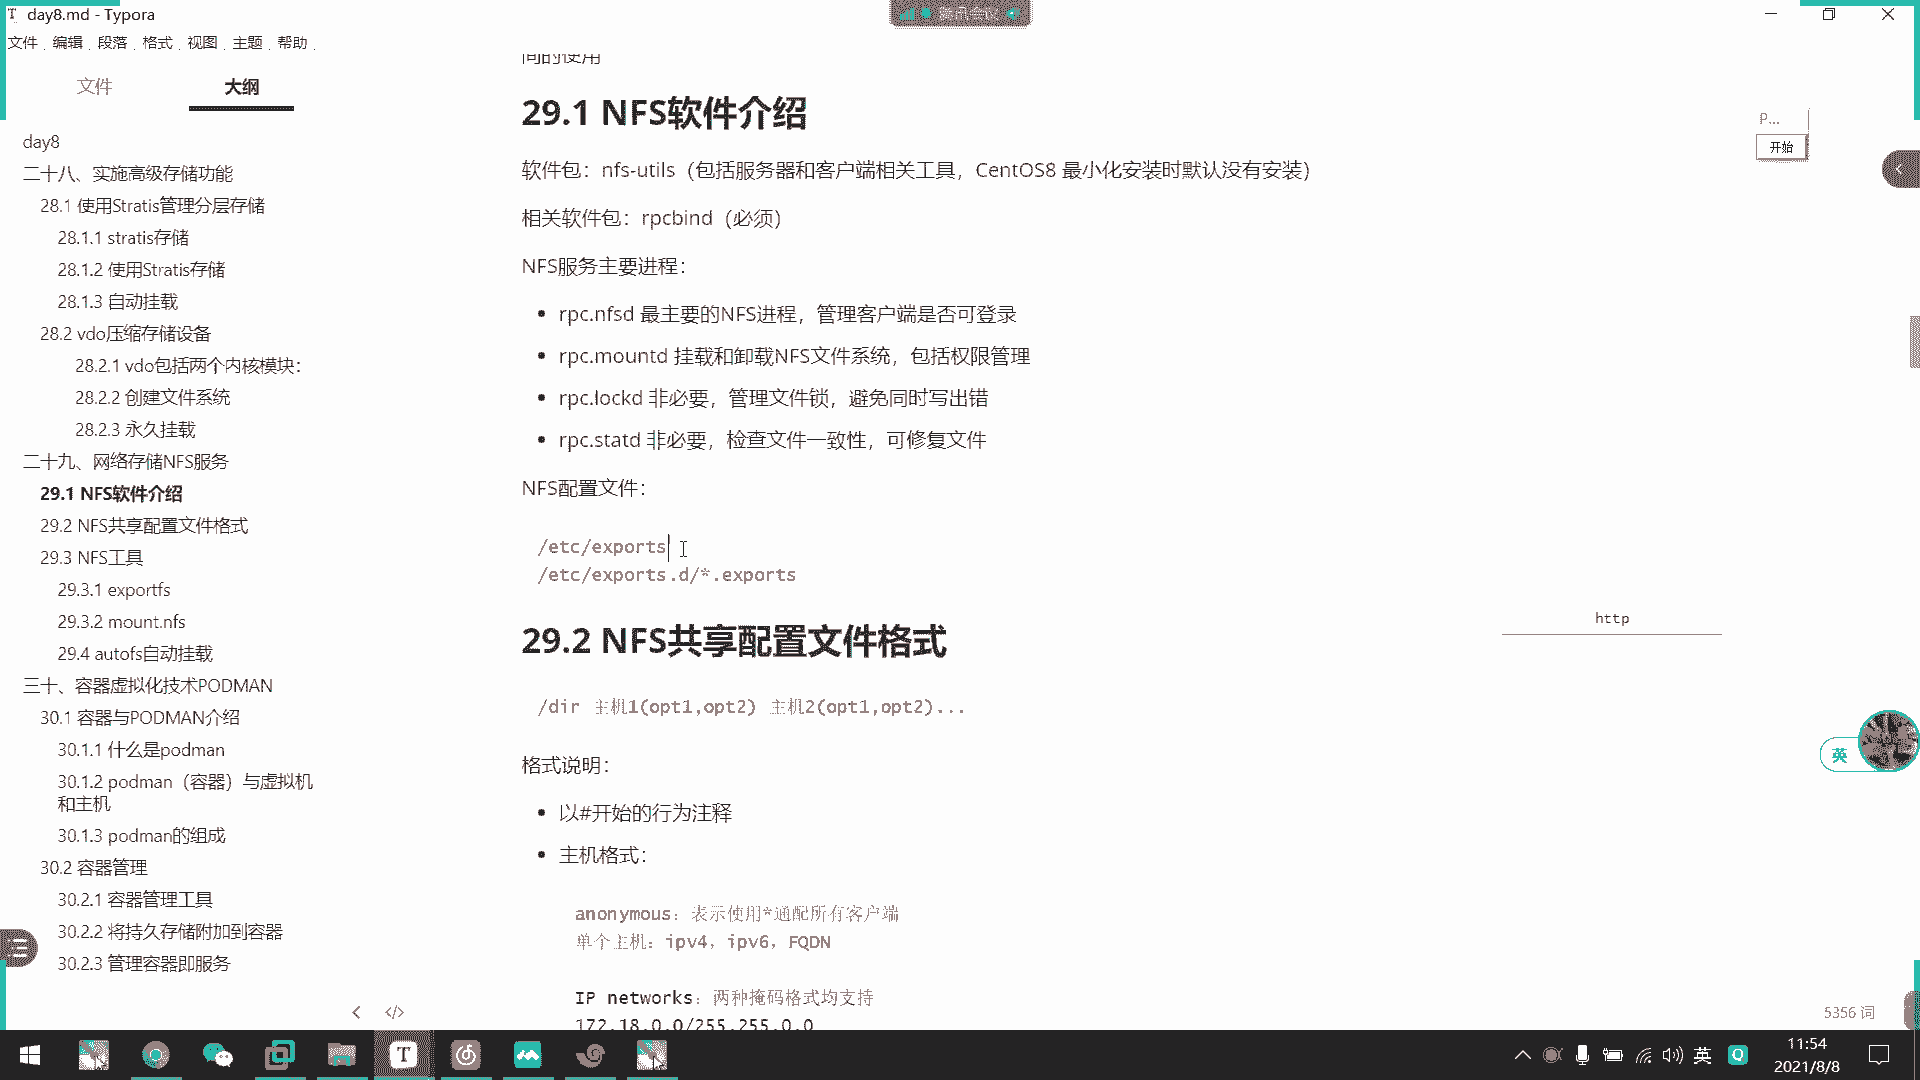 day8.md - Typora
腾讯会议
文件 编辑 段落 格式 视图 主题 帮助
文件 大纲
day8
二十八、实施高级存储功能
28.1 使用Stratis管理分层存储
28.1.1 stratis存储
28.1.2 使用Stratis存储
28.1.3 自动挂载
28.2 vdo压缩存储设备
28.2.1 vdo包括两个内核模块：
28.2.2 创建文件系统
28.2.3 永久挂载
二十九、网络存储NFS服务
29.1 NFS软件介绍
29.2 NFS共享配置文件格式
29.3 NFS工具
29.3.1 exportfs
29.3.2 mount.nfs
29.4 autofs自动挂载
三十、容器虚拟化技术PODMAN
30.1 容器与PODMAN介绍
30.1.1 什么是podman
30.1.2 podman（容器）与虚拟机
和主机
30.1.3 podman的组成
30.2 容器管理
30.2.1 容器管理工具
30.2.2 将持久存储附加到容器
30.2.3 管理容器即服务
间的使用
29.1 NFS软件介绍
软件包：nfs-utils（包括服务器和客户端相关工具，CentOS8 最小化安装时默认没有安装）
相关软件包：rpcbind（必须）
NFS服务主要进程：
rpc.nfsd 最主要的NFS进程，管理客户端是否可登录
rpc.mountd 挂载和卸载NFS文件系统，包括权限管理
rpc.lockd 非必要，管理文件锁，避免同时写出错
rpc.statd 非必要，检查文件一致性，可修复文件
NFS配置文件：
/etc/exports
/etc/exports.d/*.exports
29.2 NFS共享配置文件格式
/dir 主机1(opt1,opt2) 主机2(opt1,opt2)...
格式说明：
以#开始的行为注释
主机格式：
anonymous：表示使用*通配所有客户端
单个主机：ipv4，ipv6，FQDN
IP networks：两种掩码格式均支持
172.18.0.0/255.255.0.0
P...
开始
http
英
5356 词
英
11:54
2021/8/8